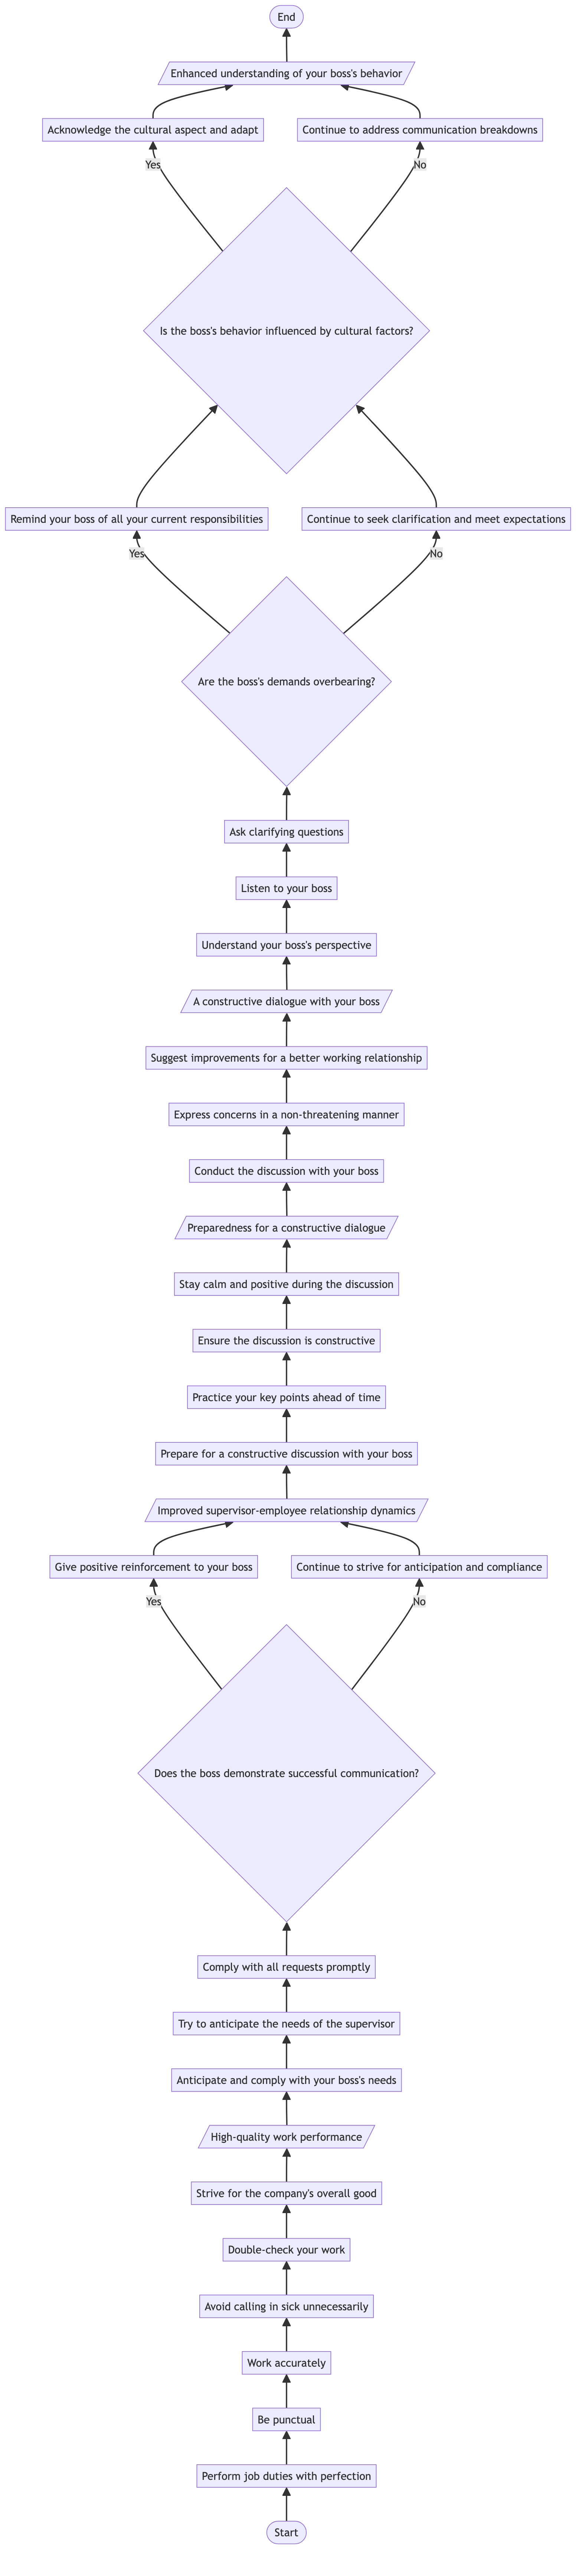 End
Enhanced understanding of your boss's behavior
Acknowledge the cultural aspect and adapt
Continue to address communication breakdowns
Yes
No
Is the boss's behavior influenced by cultural factors?
Remind your boss of all your current responsibilities
Continue to seek clarification and meet expectations
Yes
No
Are the boss's demands overbearing?
Ask clarifying questions
Listen to your boss
Understand your boss's perspective
A constructive dialogue with your boss
Suggest improvements for a better working relationship
Express concerns in a non-threatening manner
Conduct the discussion with your boss
Preparedness for a constructive dialogue
Stay calm and positive during the discussion
Ensure the discussion is constructive
Practice your key points ahead of time
Prepare for a constructive discussion with your boss
Improved supervisor-employee relationship dynamics
Give positive reinforcement to your boss
Continue to strive for anticipation and compliance
Yes
No
Does the boss demonstrate successful communication?
Comply with all requests promptly
Try to anticipate the needs of the supervisor
Anticipate and comply with your boss's needs
High-quality work performance
Strive for the company's overall good
Double-check your work
Avoid calling in sick unnecessarily
Work accurately
Be punctual
Perform job duties with perfection
Start